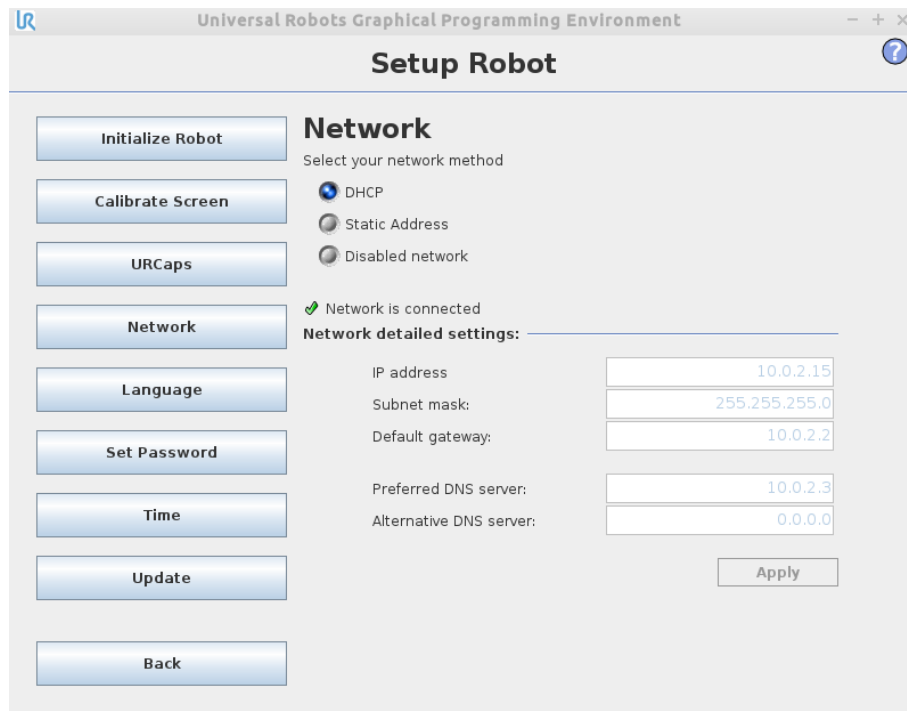 UR Universal Robots Graphical Programming Environment
Setup Robot
?
Initialize Robot
Calibrate Screen
URCaps
Network
Language
Set Password
Time
Update
Back
Network
Select your network method
DHCP
Static Address
Disabled network
Network is connected
Network detailed settings:
IP address 10.0.2.15
Subnet mask: 255.255.255.0
Default gateway: 10.0.2.2
Preferred DNS server: 10.0.2.3
Alternative DNS server: 0.0.0.0
Apply